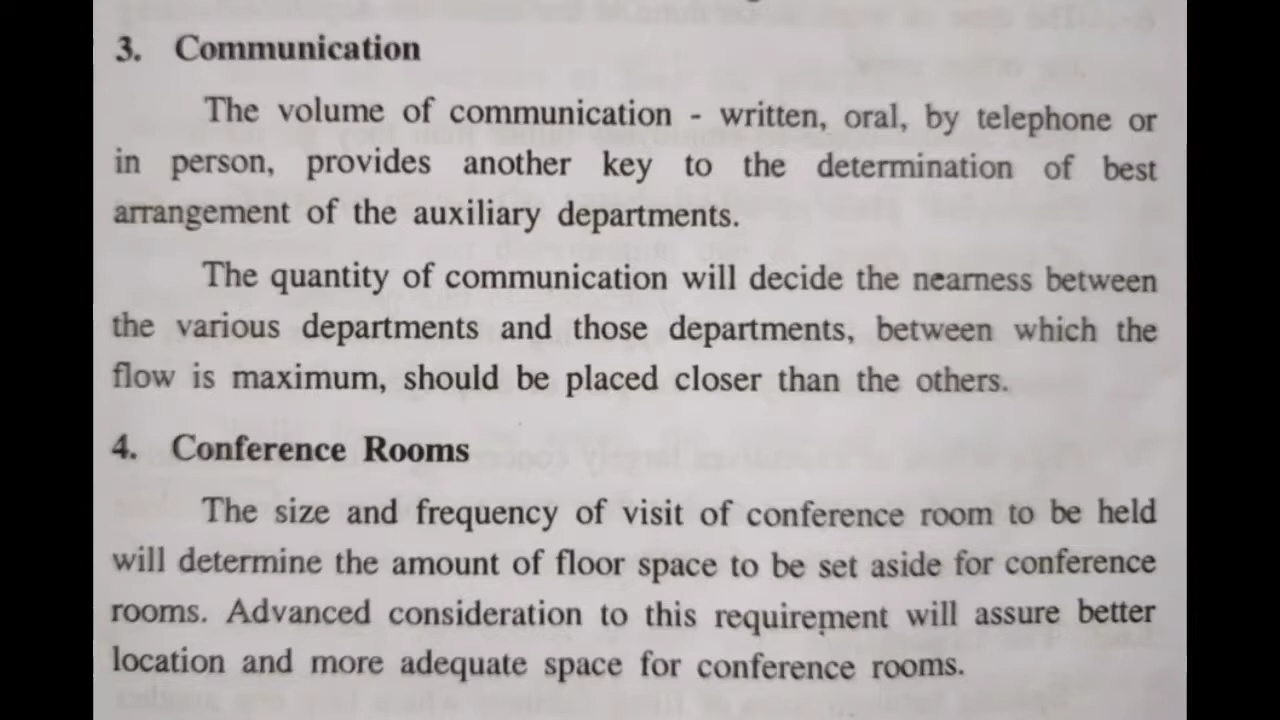 3. Communication
The volume of communication - written, oral, by telephone or
in person, provides another key to the determination of best
arrangement of the auxiliary departments.
The quantity of communication will decide the nearness between
the various departments and those departments, between which the
flow is maximum, should be placed closer than the others.
4. Conference Rooms
The size and frequency of visit of conference room to be held
will determine the amount of floor space to be set aside for conference
rooms. Advanced consideration to this requirement will assure better
location and more adequate space for conference rooms.